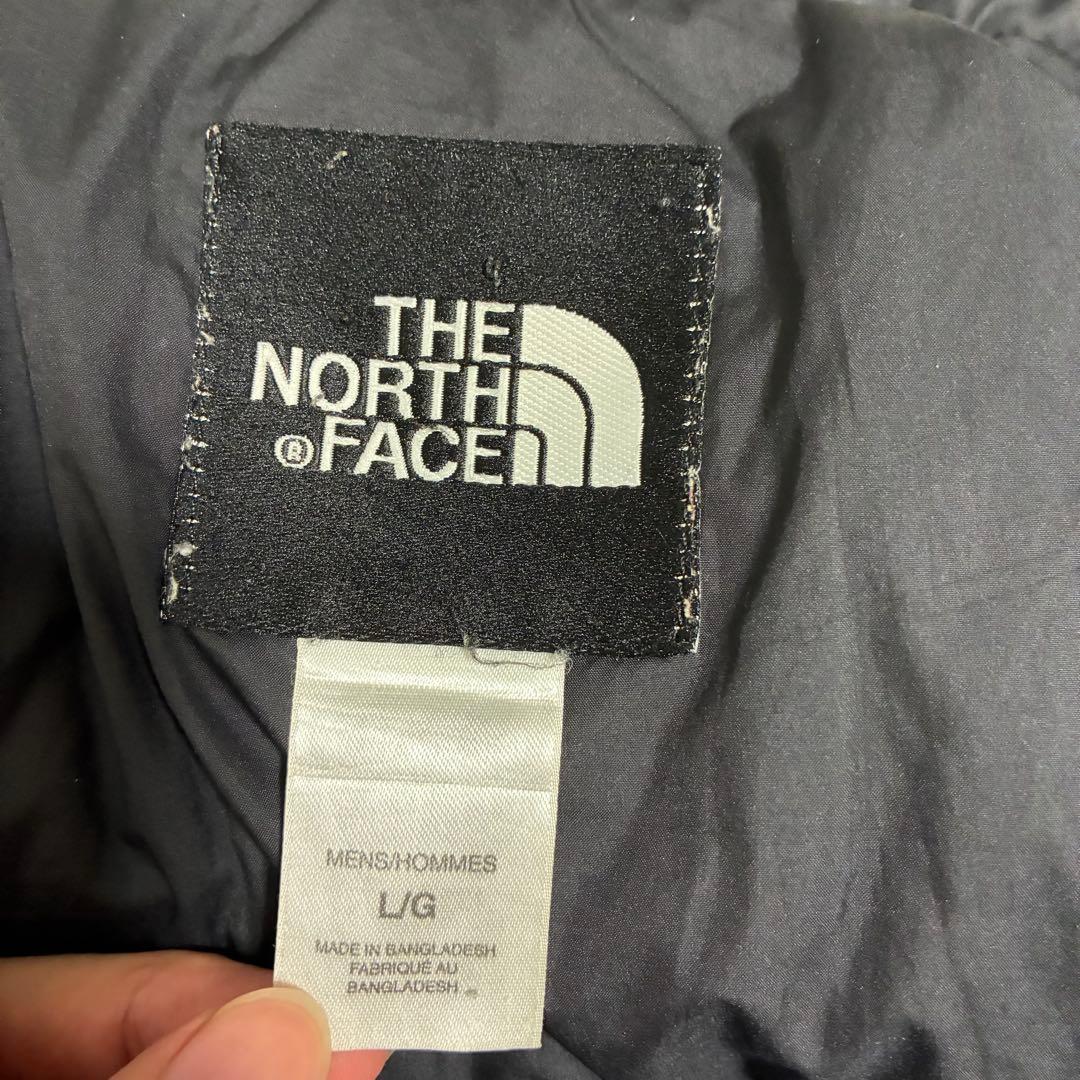 THE
NORTH
®FACE
MENS/HOMMES
L/G
MADE IN BANGLADESH
FABRIQUÉ AU
BANGLADESH